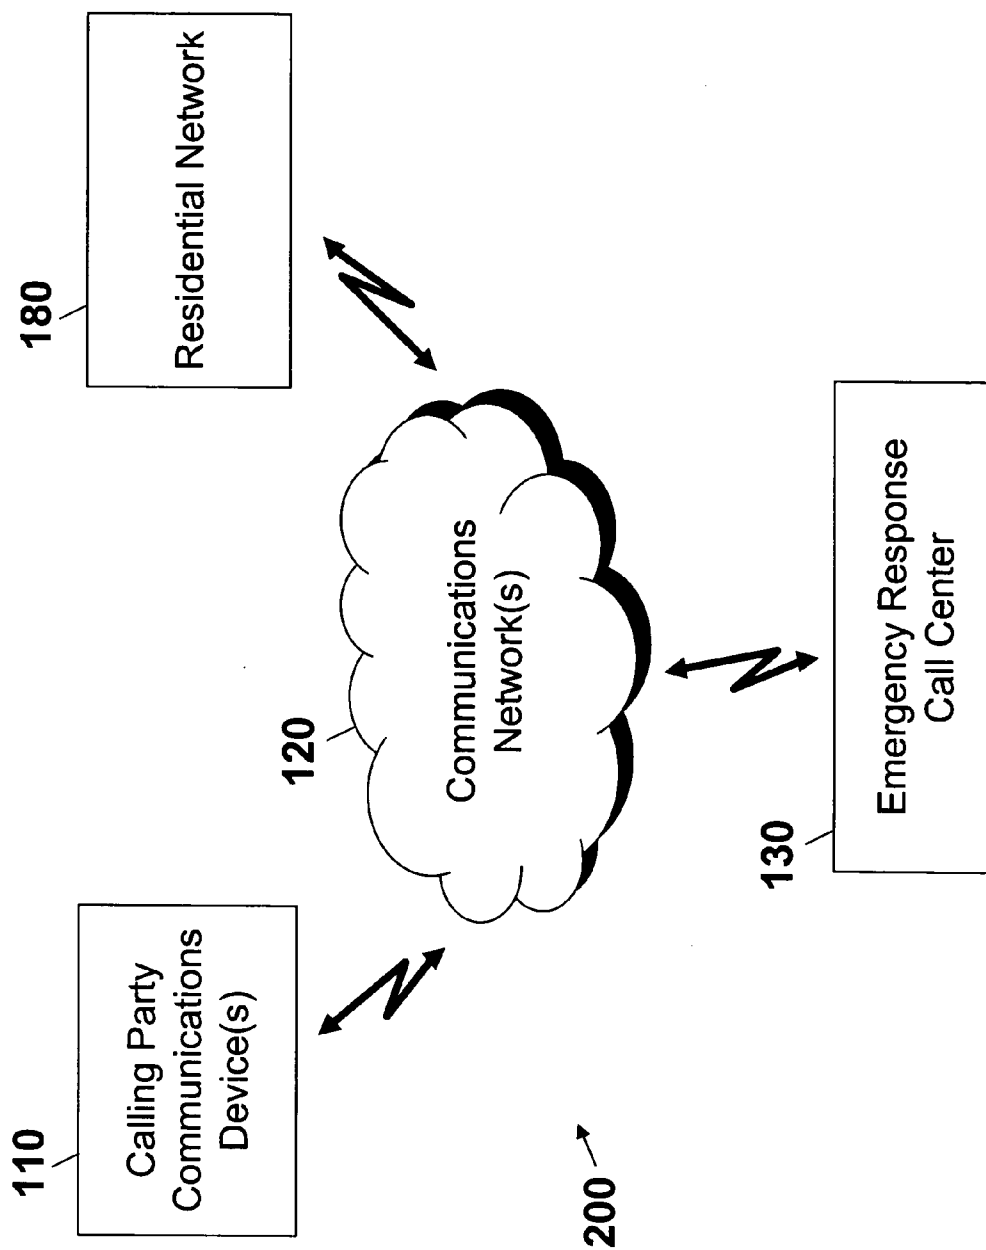 110
Calling Party
Communications
Device(s)
180
Residential Network
120
Communications
Network(s)
130
Emergency Response
Call Center
200